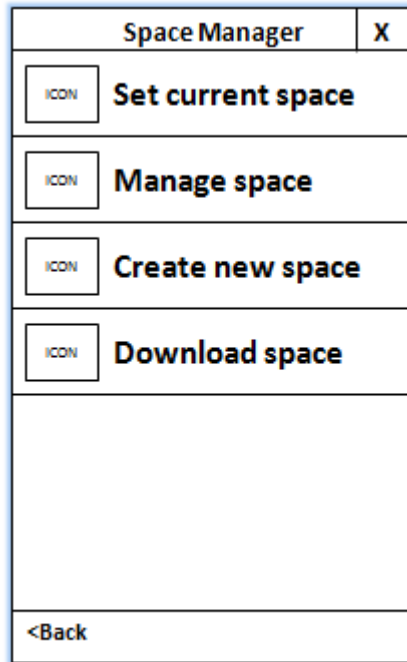 Space Manager X
ICON Set current space
ICON Manage space
ICON Create new space
ICON Download space
<Back